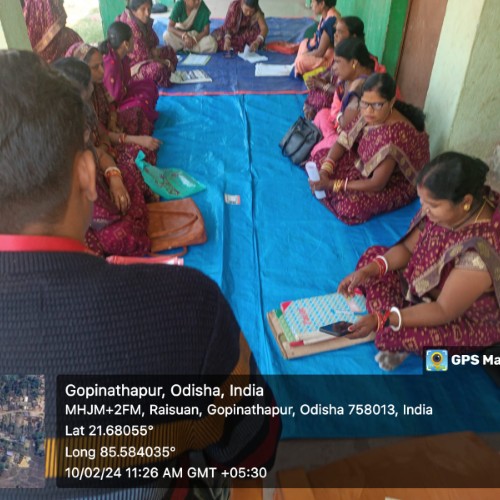 GPS Ma
Gopinathapur, Odisha, India
MHJM+2FM, Raisuan, Gopinathapur, Odisha 758013, India
Lat 21.68055°
Long 85.584035°
10/02/24 11:26 AM GMT +05:30